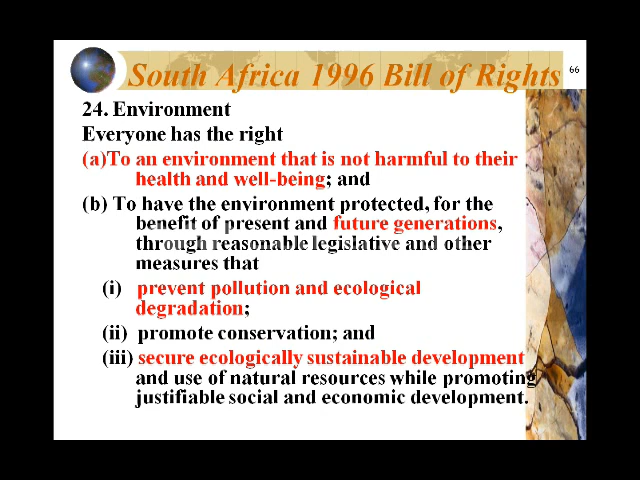 South Africa 1996 Bill of Rights
66
24. Environment
Everyone has the right
(a)To an environment that is not harmful to their
health and well-being; and
(b) To have the environment protected, for the
benefit of present and future generations,
through reasonable legislative and other
measures that
(i) prevent pollution and ecological
degradation;
(ii) promote conservation; and
(iii) secure ecologically sustainable development
and use of natural resources while promoting
justifiable social and economic development.